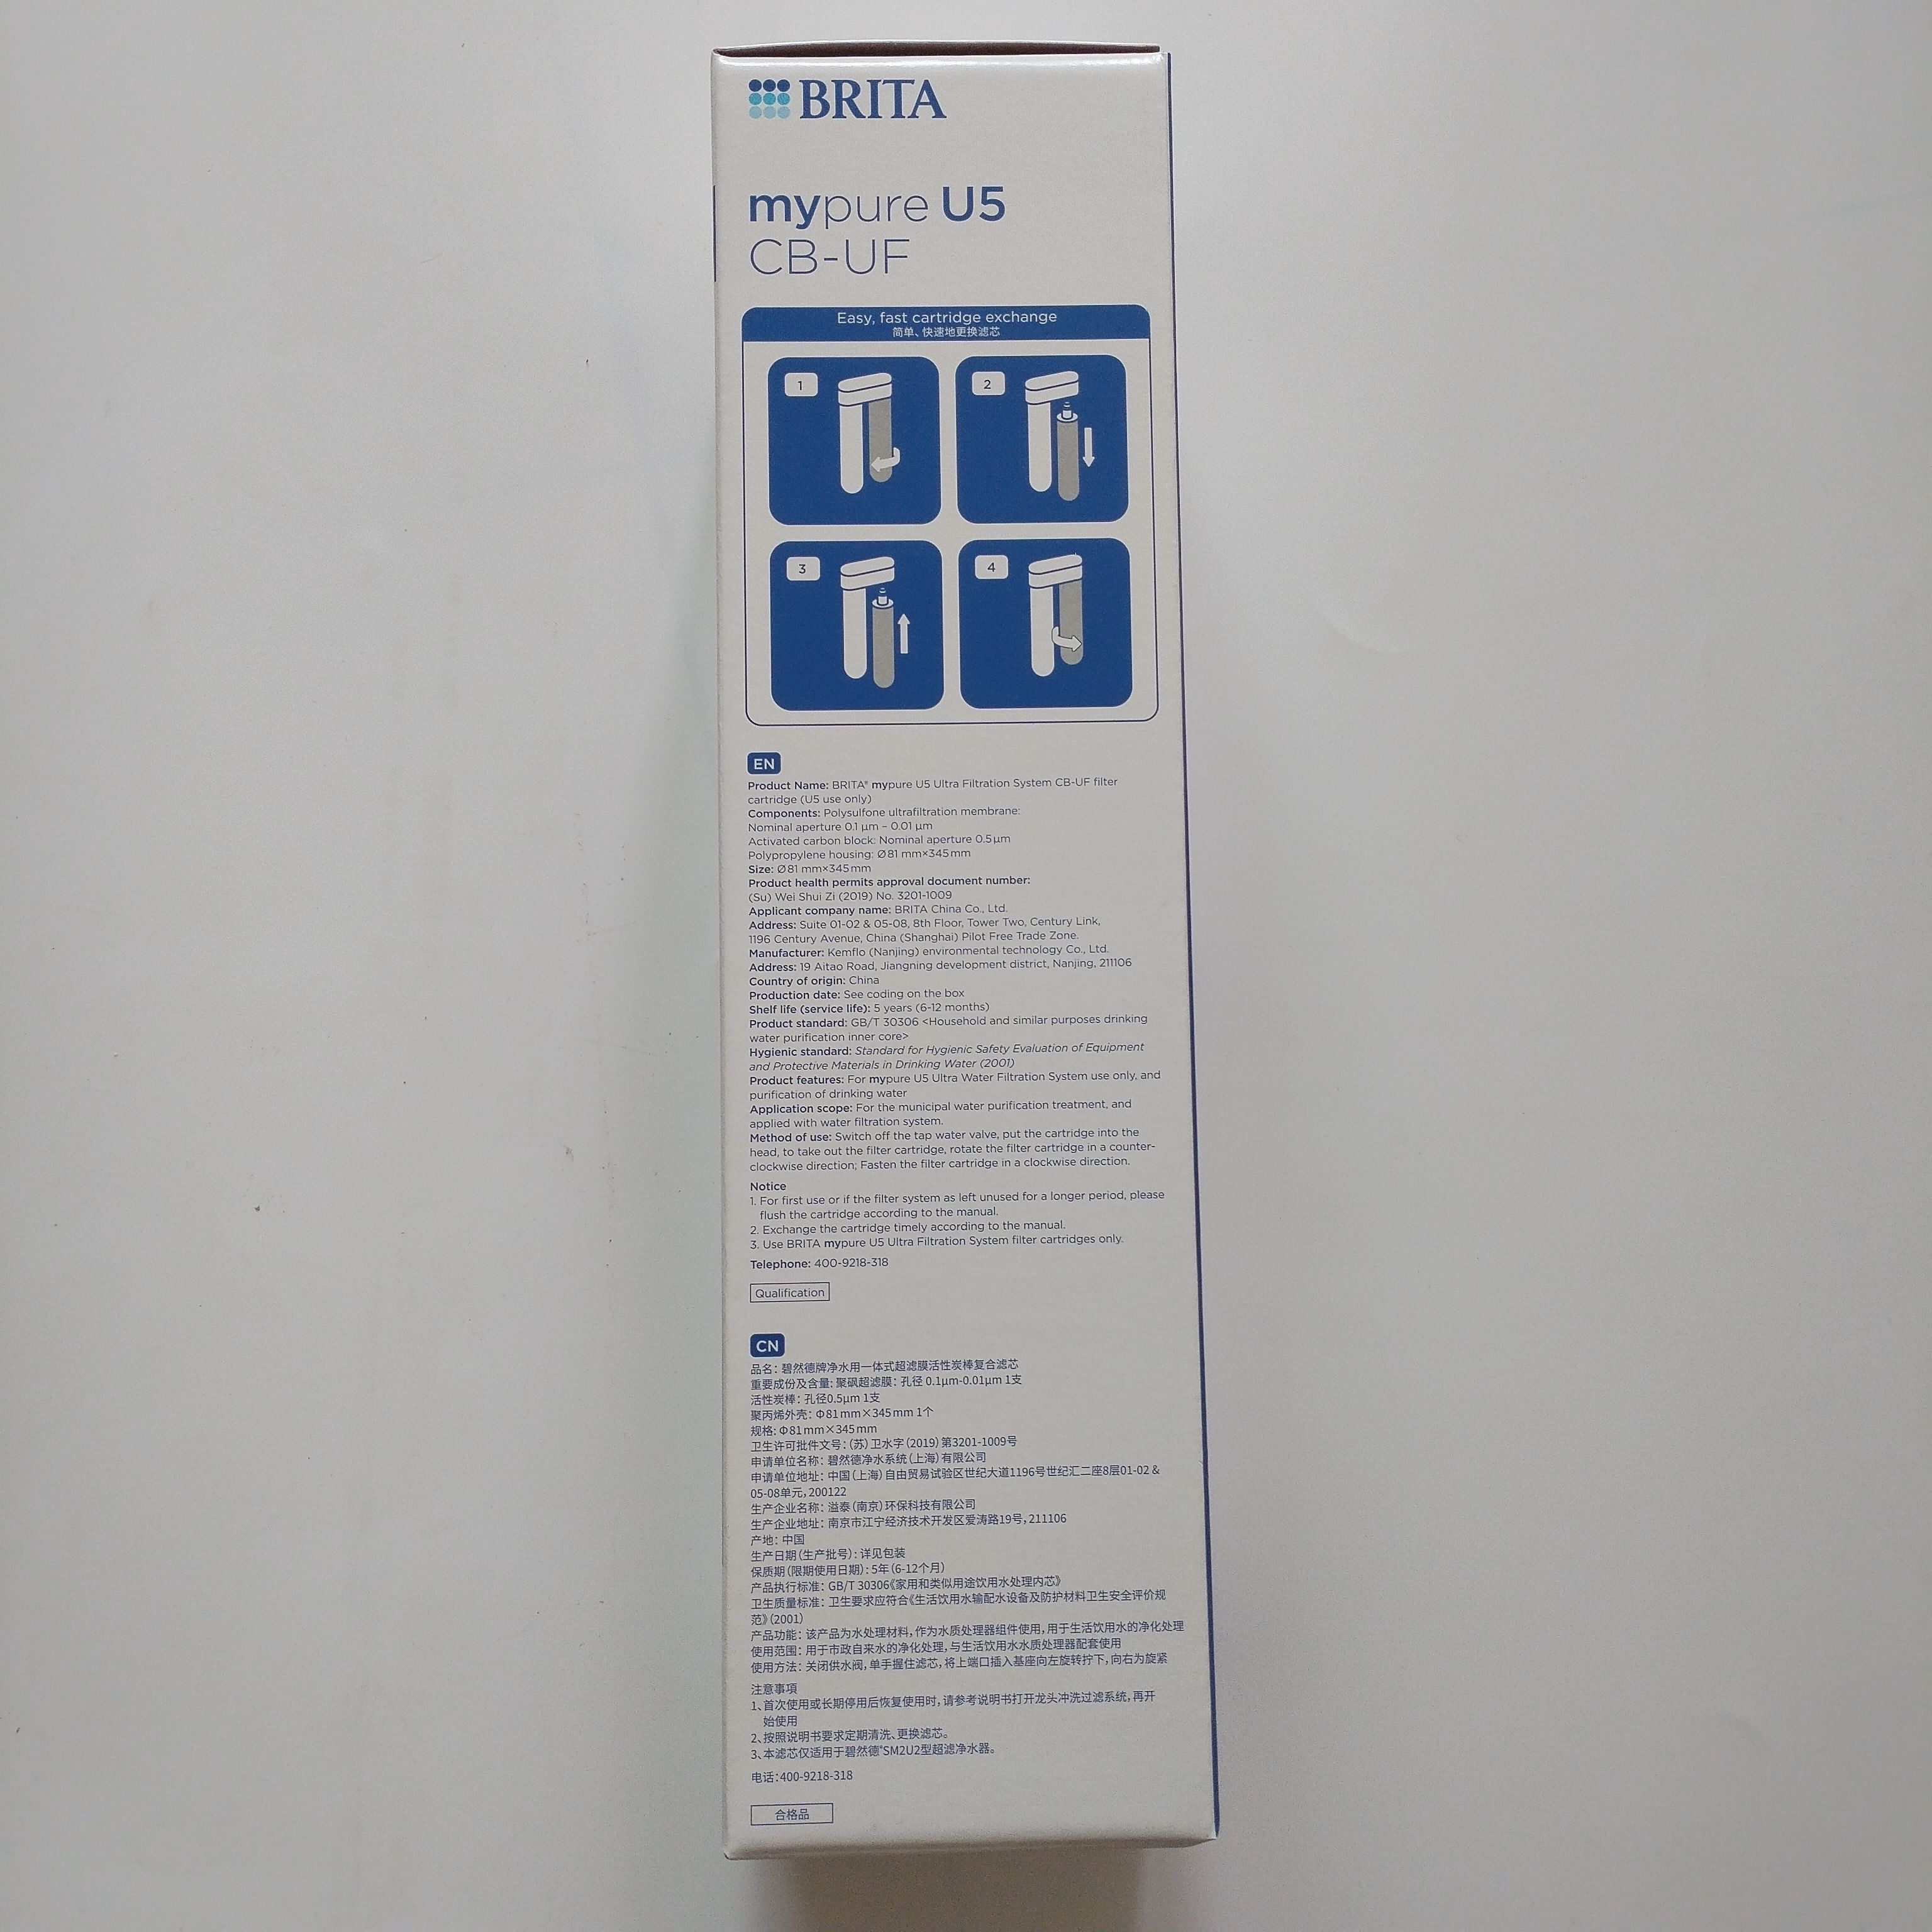 BRITA
mypure U5
CB-UF
Easy, fast cartridge exchange
简单、快速地更换滤芯
1
2
3
4
EN
Product Name: BRITA® mypure U5 Ultra Filtration System CB-UF filter
cartridge (U5 use only)
Components: Polysulfone ultrafiltration membrane:
Nominal aperture 0.1 µm – 0.01 µm
Activated carbon block: Nominal aperture 0.5µm
Polypropylene housing: Ø81 mm×345mm
Size: Ø81 mm×345mm
Product health permits approval document number:
(Su) Wei Shui Zi (2019) No. 3201-1009
Applicant company name: BRITA China Co., Ltd.
Address: Suite 01-02 & 05-08, 8th Floor, Tower Two, Century Link,
1196 Century Avenue, China (Shanghai) Pilot Free Trade Zone.
Manufacturer: Kemflo (Nanjing) environmental technology Co., Ltd.
Address: 19 Aitao Road, Jiangning development district, Nanjing, 211106
Country of origin: China
Production date: See coding on the box
Shelf life (service life): 5 years (6-12 months)
Product standard: GB/T 30306 <Household and similar purposes drinking
water purification inner core>
Hygienic standard: Standard for Hygienic Safety Evaluation of Equipment
and Protective Materials in Drinking Water (2001)
Product features: For mypure U5 Ultra Water Filtration System use only, and
purification of drinking water
Application scope: For the municipal water purification treatment, and
applied with water filtration system.
Method of use: Switch off the tap water valve, put the cartridge into the
head, to take out the filter cartridge, rotate the filter cartridge in a counter-
clockwise direction; Fasten the filter cartridge in a clockwise direction.
Notice
1. For first use or if the filter system as left unused for a longer period, please
flush the cartridge according to the manual.
2. Exchange the cartridge timely according to the manual.
3. Use BRITA mypure U5 Ultra Filtration System filter cartridges only.
Telephone: 400-9218-318
Qualification
CN
品名：碧然德牌净水用一体式超滤膜活性炭棒复合滤芯
重要成份及含量：聚砜超滤膜：孔径 0.1µm-0.01µm 1支
活性炭棒：孔径0.5µm 1支
聚丙烯外壳：Φ81mm×345mm 1个
规格：Φ81mm×345mm
卫生许可批件文号：（苏）卫水字（2019）第3201-1009号
申请单位名称：碧然德净水系统（上海）有限公司
申请单位地址：中国（上海）自由贸易试验区世纪大道1196号世纪汇二座8层01-02 &
05-08单元，200122
生产企业名称：溢泰（南京）环保科技有限公司
生产企业地址：南京市江宁经济技术开发区爱涛路19号，211106
产地：中国
生产日期（生产批号）：详见包装
保质期（限期使用日期）：5年（6-12个月）
产品执行标准：GB/T 30306《家用和类似用途饮用水处理内芯》
卫生质量标准：卫生要求应符合《生活饮用水输配水设备及防护材料卫生安全评价规
范》（2001）
产品功能：该产品为水处理材料，作为水质处理器组件使用，用于生活饮用水的净化处理
使用范围：用于市政自来水的净化处理，与生活饮用水水质处理器配套使用
使用方法：关闭供水阀，单手握住滤芯，将上端口插入基座向左旋转拧下，向右为旋紧
注意事项
1、首次使用或长期停用后恢复使用时，请参考说明书打开龙头冲洗过滤系统，再开
始使用
2、按照说明书要求定期清洗、更换滤芯。
3、本滤芯仅适用于碧然德®SM2U2型超滤净水器。
电话：400-9218-318
合格品